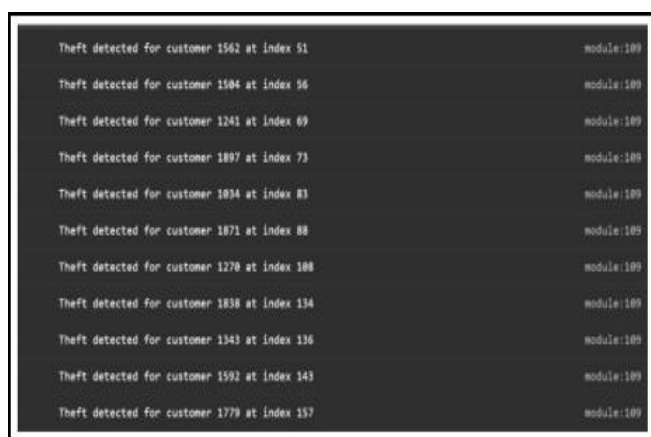 Theft detected for customer 1562 at index 51 module:109
Theft detected for customer 1504 at index 56 module:109
Theft detected for customer 1241 at index 69 module:109
Theft detected for customer 1897 at index 73 module:109
Theft detected for customer 1034 at index 83 module:109
Theft detected for customer 1871 at index 88 module:109
Theft detected for customer 1270 at index 108 module:109
Theft detected for customer 1838 at index 134 module:109
Theft detected for customer 1343 at index 136 module:109
Theft detected for customer 1592 at index 143 module:109
Theft detected for customer 1779 at index 157 module:109